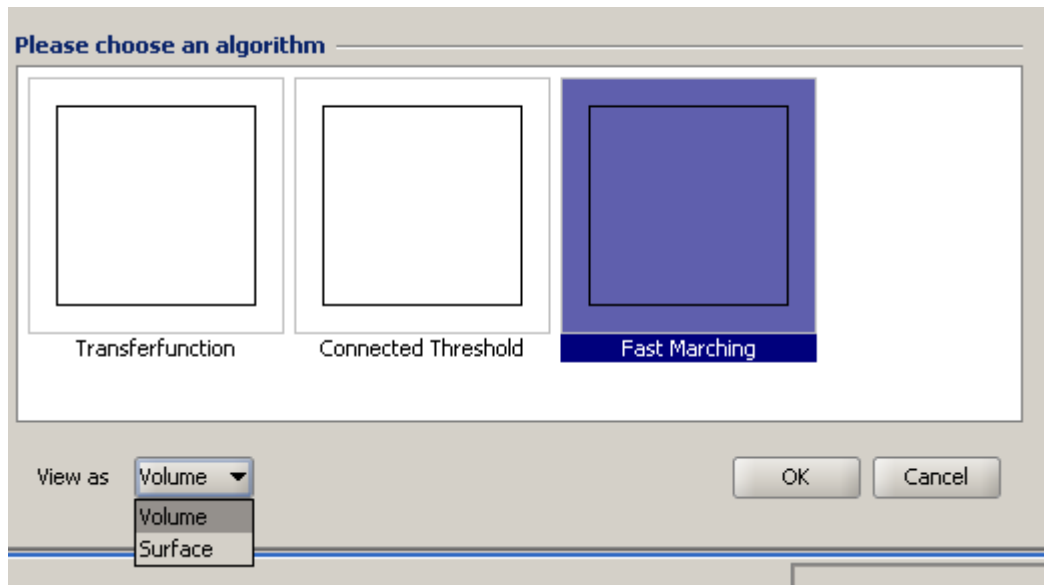 Please choose an algorithm
Transferfunction
Connected Threshold
Fast Marching
View as
Volume
OK
Cancel
Volume
Surface